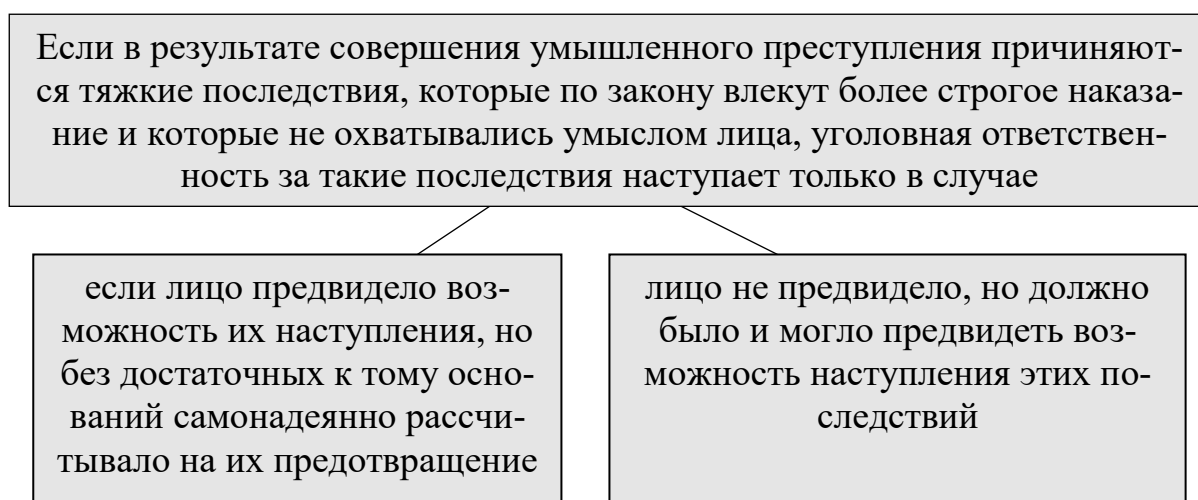 Если в результате совершения умышленного преступления причиняют-
ся тяжкие последствия, которые по закону влекут более строгое наказа-
ние и которые не охватывались умыслом лица, уголовная ответствен-
ность за такие последствия наступает только в случае
если лицо предвидело воз-
можность их наступления, но
без достаточных к тому осно-
ваний самонадеянно рассчи-
тывало на их предотвращение
лицо не предвидело, но должно
было и могло предвидеть воз-
можность наступления этих по-
следствий